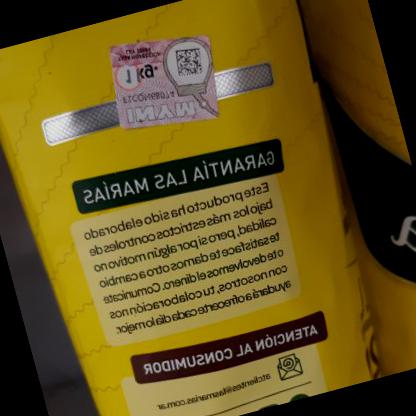 GARANTÍA LAS MARÍAS
Este producto ha sido elaborado
bajo los más estrictos controles de
calidad, pero si por algún motivo no
te satisface te damos otro a cambio
o te devolvemos el dinero. Comunicate
con nosotros, tu colaboración nos
ayudará a ofrecerte cada día lo mejor.
ATENCIÓN AL CONSUMIDOR
atclientes@lasmarias.com.ar